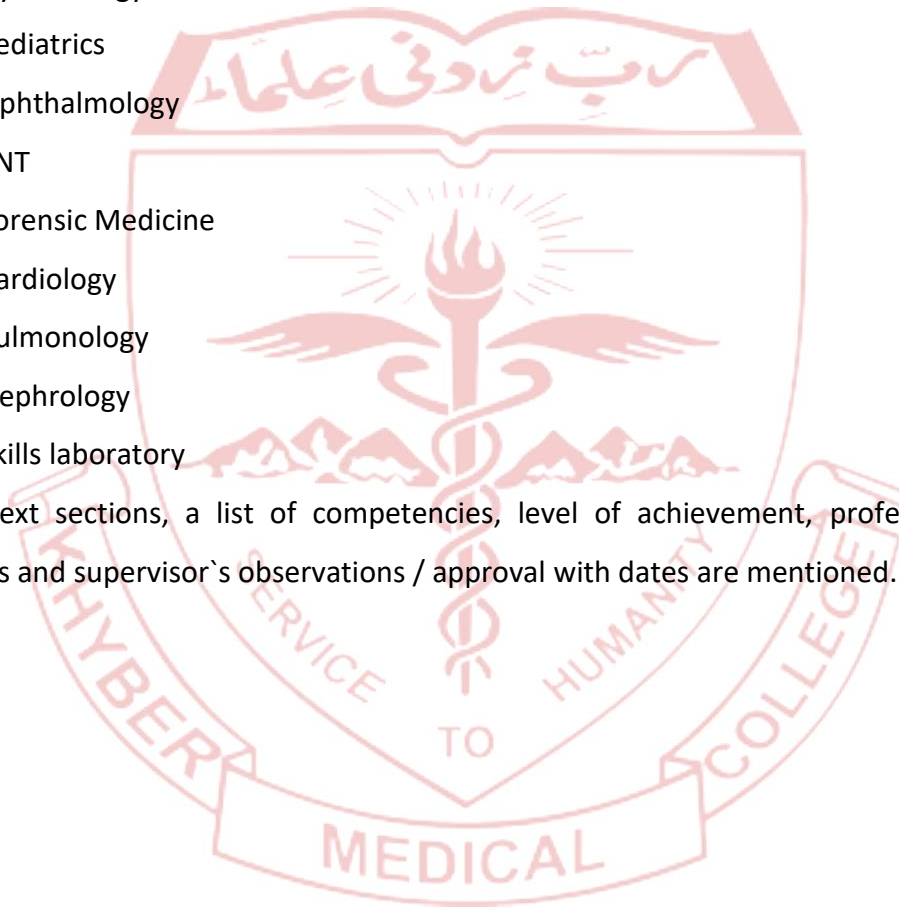 ediatrics
phthalmology
NT
orensic Medicine
ardiology
ulmonology
ephrology
kills laboratory
ext sections, a list of competencies, level of achievement, profe
s and supervisor`s observations / approval with dates are mentioned.
رَبِّ زِدْنِی عِلْمًا
SERVICE
TO
HUMANITY
KHYBER
MEDICAL
COLLEGE